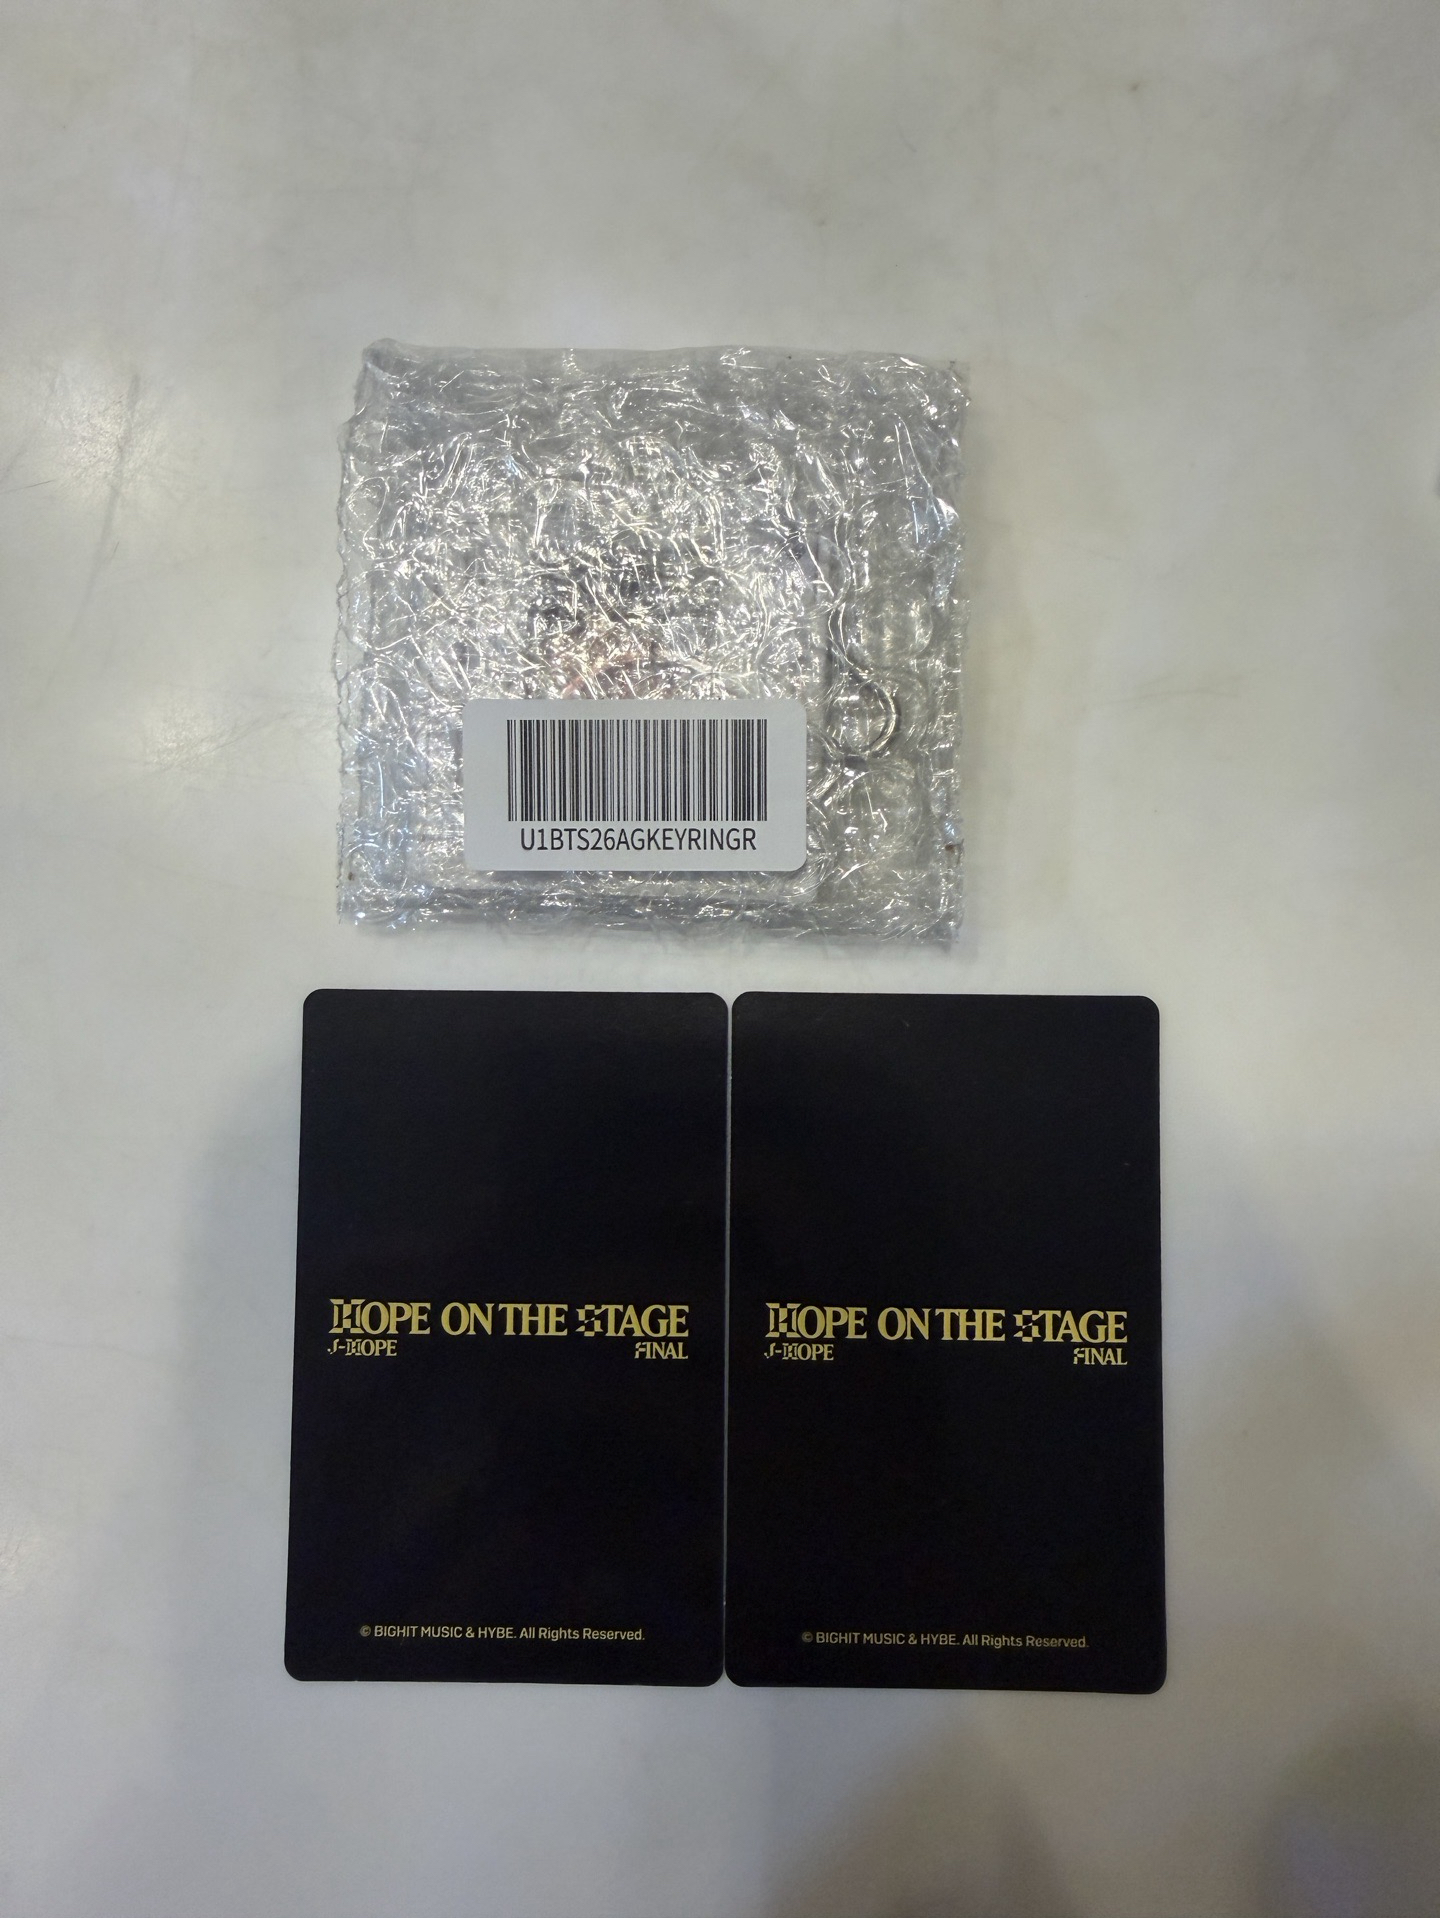 U1BTS26AGKEYRINGR
HOPE ON THE STAGE
J-HOPE
FINAL
© BIGHIT MUSIC & HYBE. All Rights Reserved.
HOPE ON THE STAGE
J-HOPE
FINAL
© BIGHIT MUSIC & HYBE. All Rights Reserved.